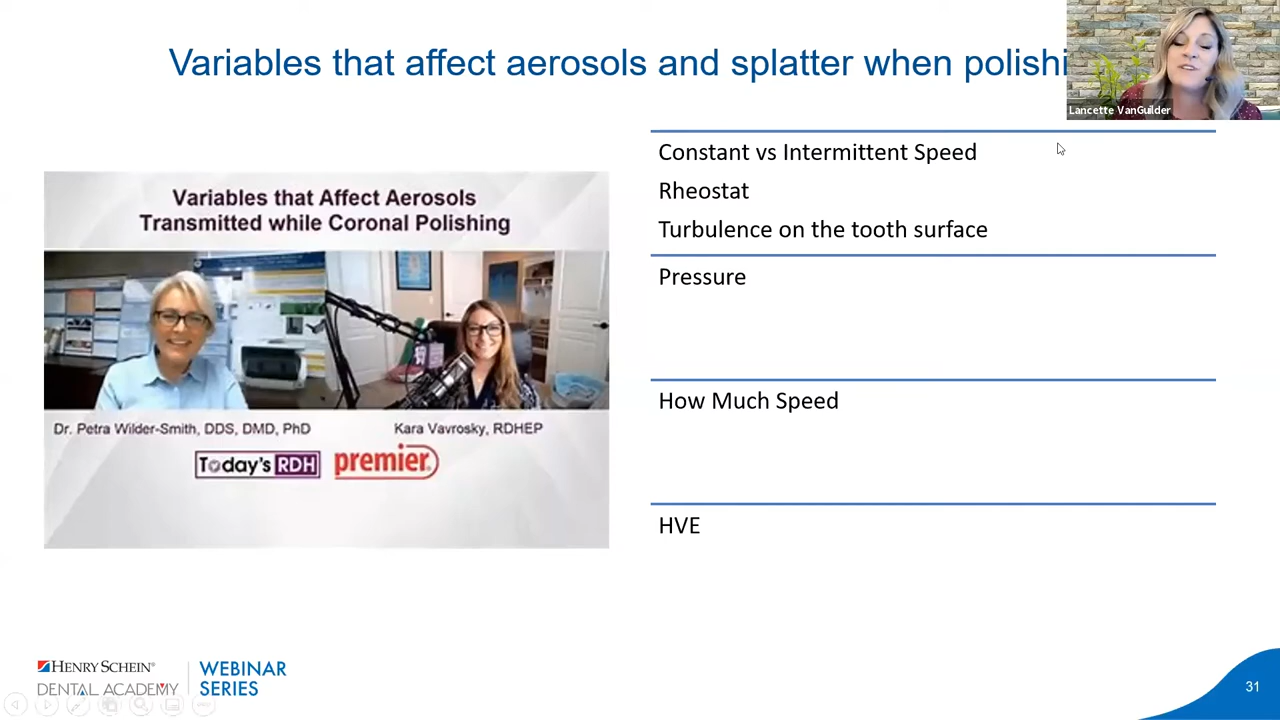 Variables that affect aerosols and splatter when polishi
Lancette VanGuilder
Variables that Affect Aerosols
Transmitted while Coronal Polishing
Dr. Petra Wilder-Smith, DDS, DMD, PhD
Kara Vavrosky, RDHEP
Today's RDH
premier
Constant vs Intermittent Speed
Rheostat
Turbulence on the tooth surface
Pressure
How Much Speed
HVE
HENRY SCHEIN®
DENTAL ACADEMY
WEBINAR
SERIES
31